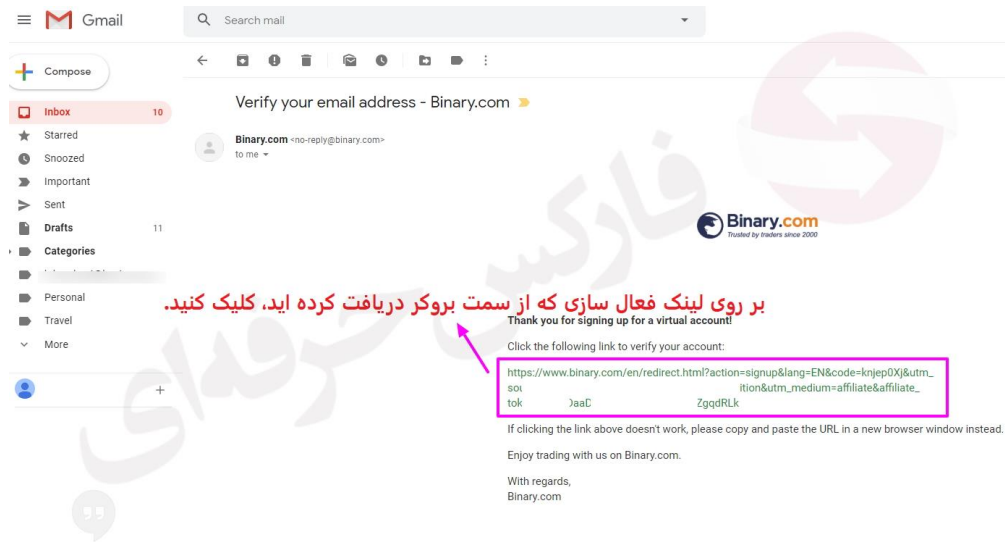 Gmail
Search mail
Compose
Verify your email address - Binary.com
Inbox 10
Starred
Snoozed
Important
Sent
Drafts 11
Categories
Personal
Travel
More
Binary.com <no-reply@binary.com>
to me
Binary.com
Trusted by traders since 2000
بر روی لینک فعال سازی که از سمت بروکر دریافت کرده اید، کلیک کنید.
Thank you for signing up for a virtual account!
Click the following link to verify your account:
https://www.binary.com/en/redirect.html?action=signup&lang=EN&code=knjep0Xj&utm_
ition&utm_medium=affiliate&affiliate_
tok ZgqdRLk
If clicking the link above doesn't work, please copy and paste the URL in a new browser window instead.
Enjoy trading with us on Binary.com.
With regards,
Binary.com
فارکس حرفه‌ای